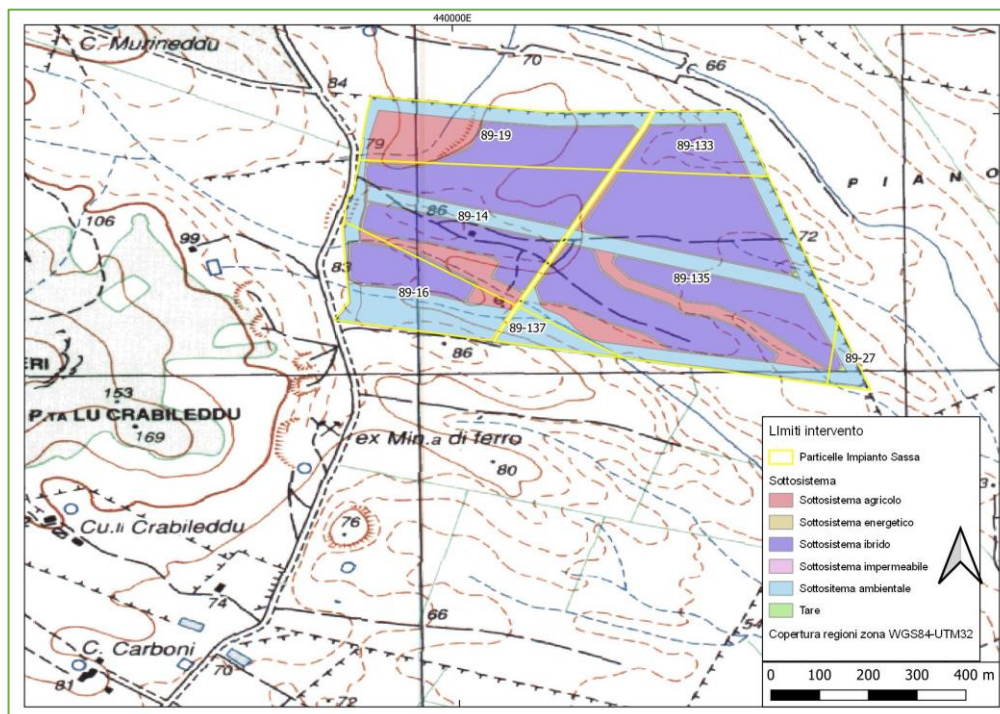 440000E
C. Murineddu
84
70
66
79
89-19
89-133
PIANO
106
99
86
89-14
72
83
89-135
89-16
89-137
86
89-27
ERI
153
P.TA LU CRABILEDDU
169
ex Min.a di ferro
80
76
Cu.li Crabileddu
74
66
54
C. Carboni
81
70
72
LImiti intervento
Particelle Impianto Sassa
Sottosistema
Sottosistema agricolo
Sottosistema energetico
Sottosistema ibrido
Sottosistema impermeabile
Sottositema ambientale
Tare
Copertura regioni zona WGS84-UTM32
0 100 200 300 400 m